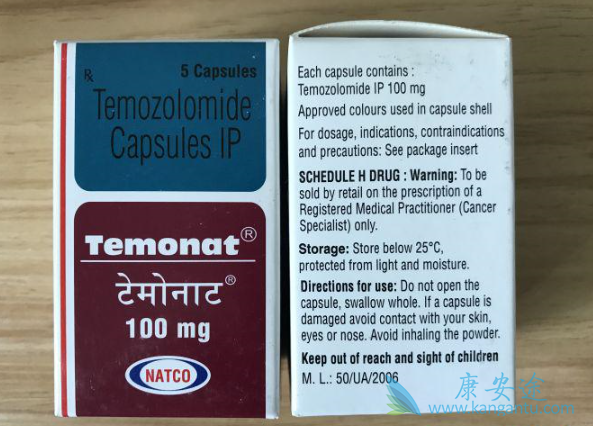 ℞
5 Capsules
Temozolomide
Capsules IP
Temonat®
टेमोनाट®
100 mg
NATCO
Each capsule contains :
Temozolomide IP 100 mg
Approved colours used in capsule shell
For dosage, indications, contraindications
and precautions: See package insert
SCHEDULE H DRUG : Warning: To be
sold by retail on the prescription of a
Registered Medical Practitioner (Cancer
Specialist) only.
Storage: Store below 25°C,
protected from light and moisture.
Directions for use: Do not open the
capsule, swallow whole. If a capsule is
damaged avoid contact with your skin,
eyes or nose. Avoid inhaling the powder.
Keep out of reach and sight of children
M. L.: 50/UA/2006
康安途